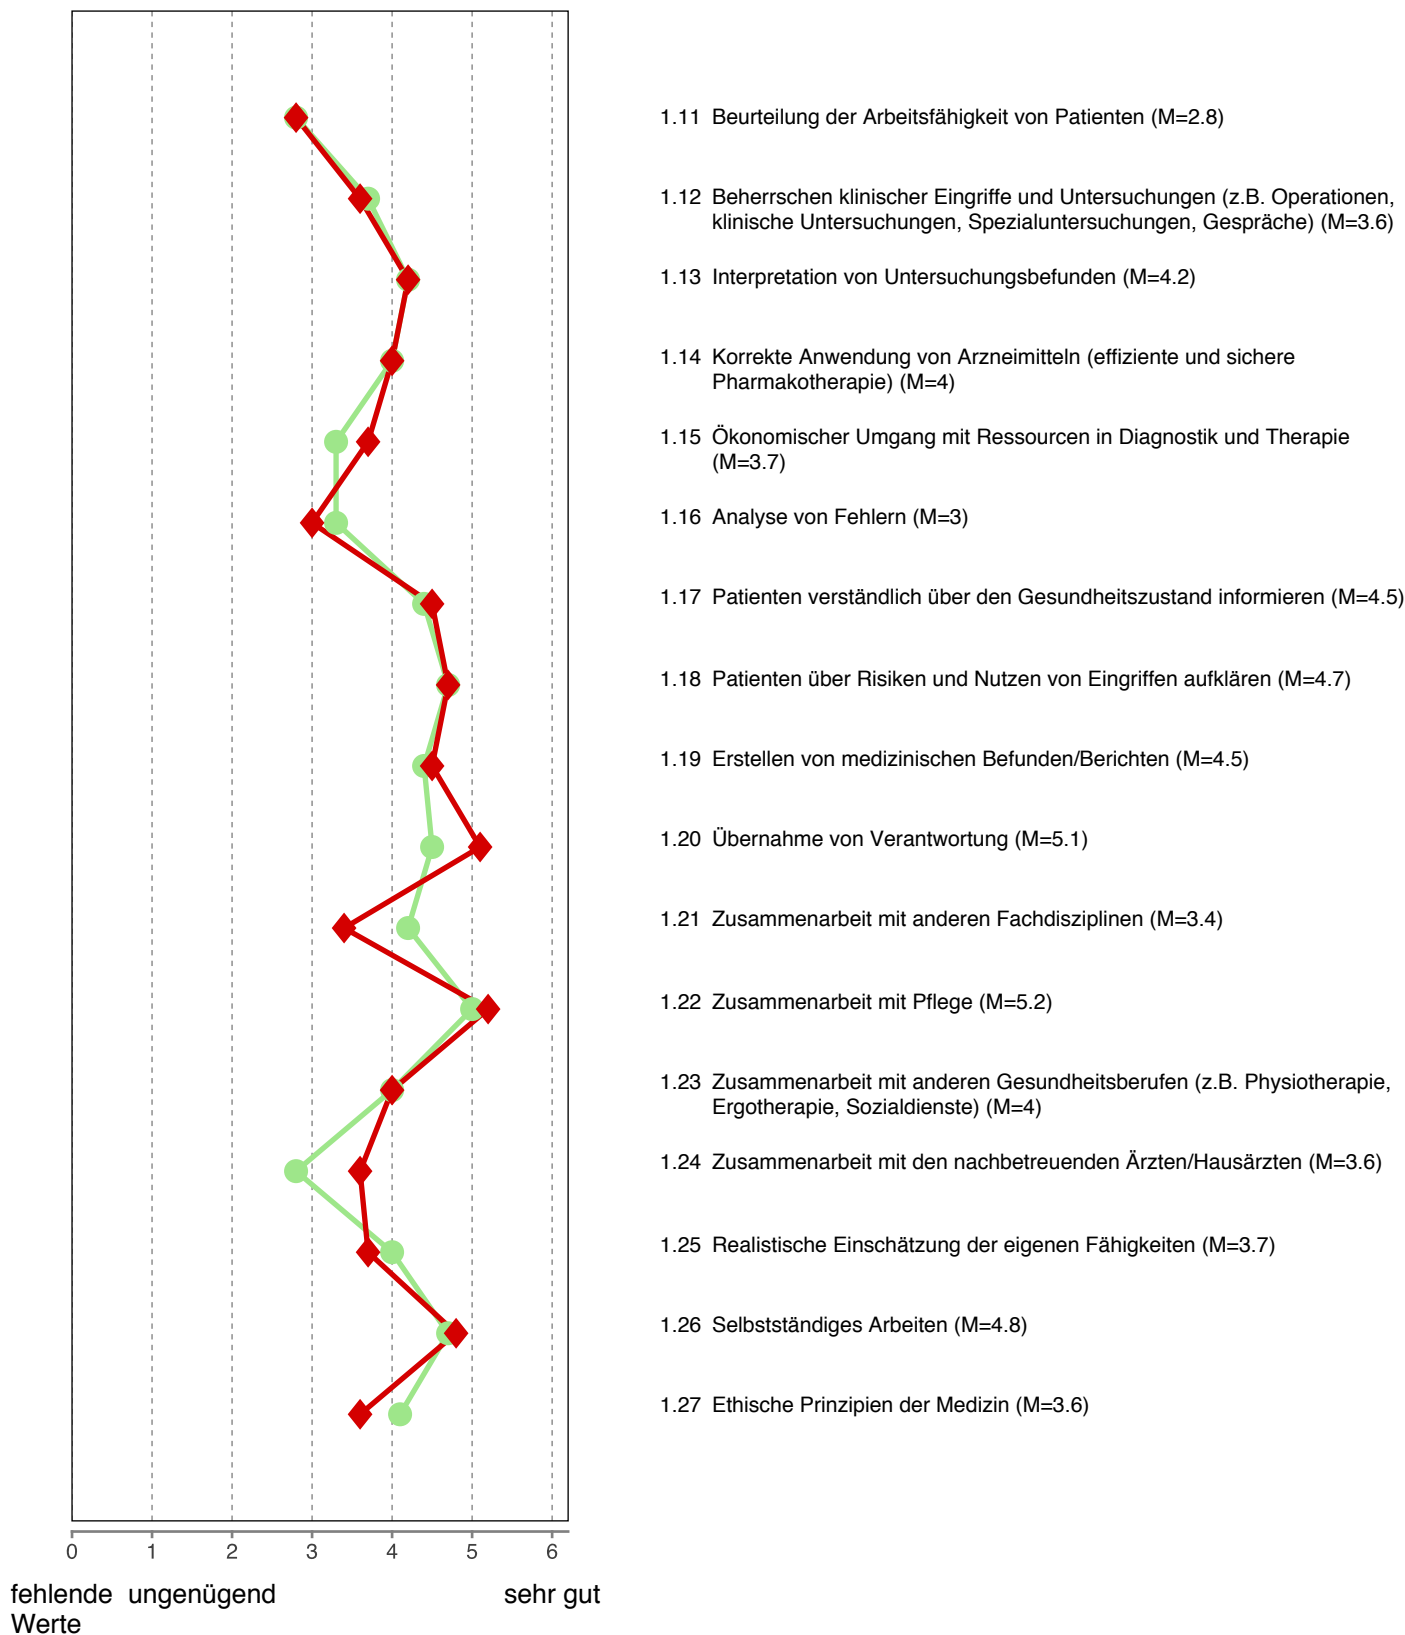 1.11 Beurteilung der Arbeitsfähigkeit von Patienten (M=2.8)
1.12 Beherrschen klinischer Eingriffe und Untersuchungen (z.B. Operationen,
klinische Untersuchungen, Spezialuntersuchungen, Gespräche) (M=3.6)
1.13 Interpretation von Untersuchungsbefunden (M=4.2)
1.14 Korrekte Anwendung von Arzneimitteln (effiziente und sichere
Pharmakotherapie) (M=4)
1.15 Ökonomischer Umgang mit Ressourcen in Diagnostik und Therapie
(M=3.7)
1.16 Analyse von Fehlern (M=3)
1.17 Patienten verständlich über den Gesundheitszustand informieren (M=4.5)
1.18 Patienten über Risiken und Nutzen von Eingriffen aufklären (M=4.7)
1.19 Erstellen von medizinischen Befunden/Berichten (M=4.5)
1.20 Übernahme von Verantwortung (M=5.1)
1.21 Zusammenarbeit mit anderen Fachdisziplinen (M=3.4)
1.22 Zusammenarbeit mit Pflege (M=5.2)
1.23 Zusammenarbeit mit anderen Gesundheitsberufen (z.B. Physiotherapie,
Ergotherapie, Sozialdienste) (M=4)
1.24 Zusammenarbeit mit den nachbetreuenden Ärzten/Hausärzten (M=3.6)
1.25 Realistische Einschätzung der eigenen Fähigkeiten (M=3.7)
1.26 Selbstständiges Arbeiten (M=4.8)
1.27 Ethische Prinzipien der Medizin (M=3.6)
0 1 2 3 4 5 6
fehlende ungenügend sehr gut
Werte